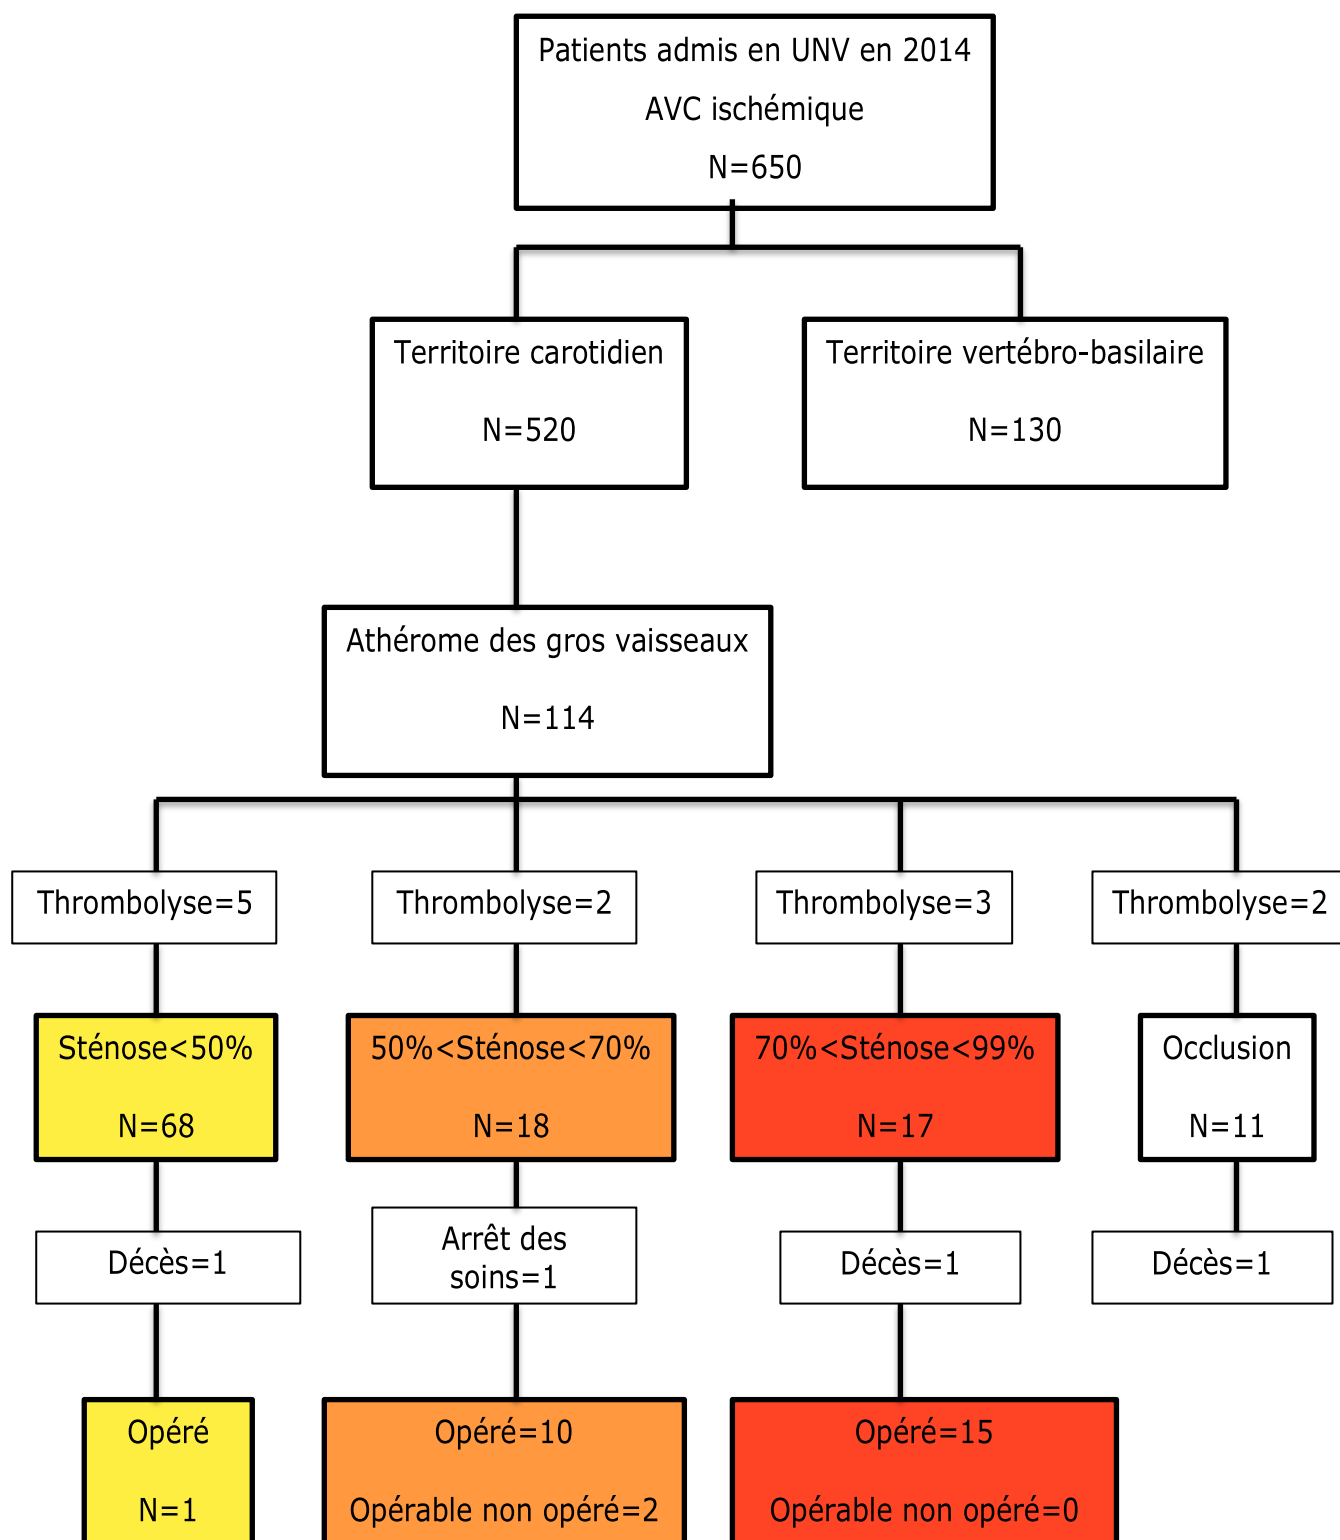 Patients admis en UNV en 2014
AVC ischémique
N=650
Territoire carotidien
N=520
Territoire vertébro-basilaire
N=130
Athérome des gros vaisseaux
N=114
Thrombolyse=5
Thrombolyse=2
Thrombolyse=3
Thrombolyse=2
Sténose<50%
N=68
50%<Sténose<70%
N=18
70%<Sténose<99%
N=17
Occlusion
N=11
Décès=1
Arrêt des
soins=1
Décès=1
Décès=1
Opéré
N=1
Opéré=10
Opérable non opéré=2
Opéré=15
Opérable non opéré=0